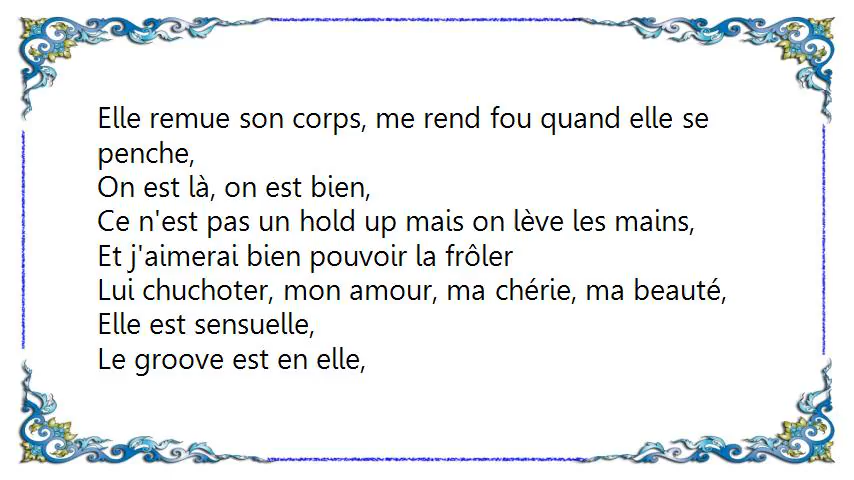 Elle remue son corps, me rend fou quand elle se
penche,
On est là, on est bien,
Ce n'est pas un hold up mais on lève les mains,
Et j'aimerai bien pouvoir la frôler
Lui chuchoter, mon amour, ma chérie, ma beauté,
Elle est sensuelle,
Le groove est en elle,